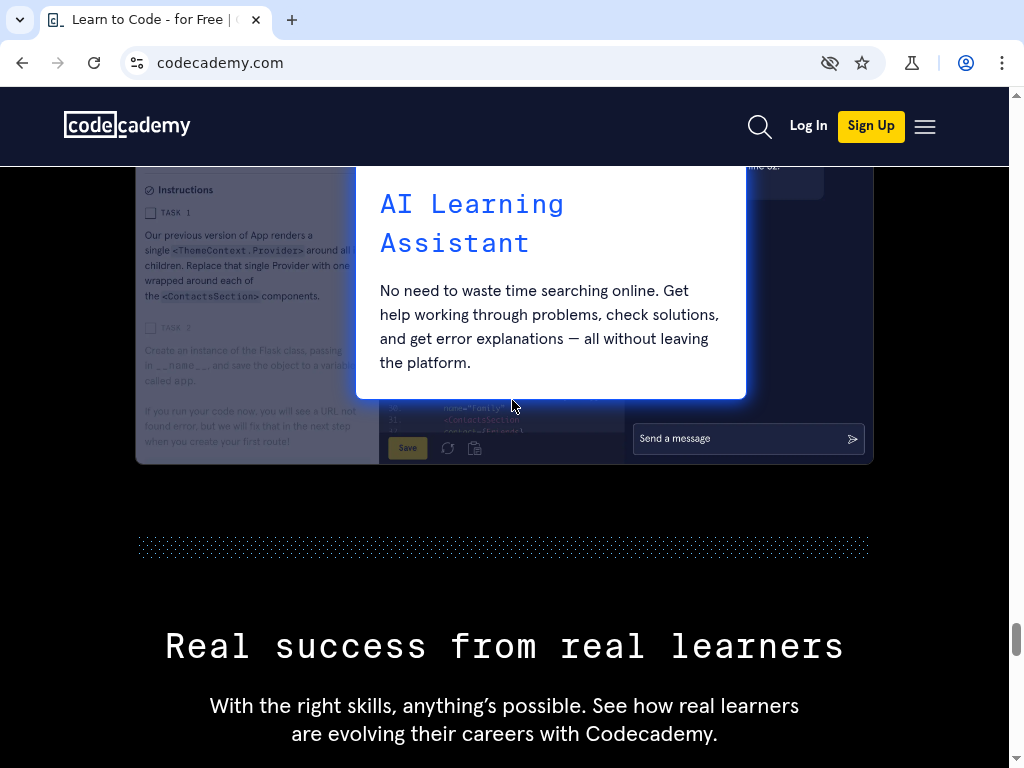 Learn to Code - for Free |
codecademy.com
codecademy
Log In
Sign Up
Instructions
TASK 1
Our previous version of App renders a
single <ThemeContext.Provider> around all
children. Replace that single Provider with one
wrapped around each of
the <ContactsSection> components.
TASK 2
Create an instance of the Flask class, passing
in __name__, and save the object to a variable
called app.
If you run your code now, you will see a URL not
found error, but we will fix that in the next step
when you create your first route!
AI Learning
Assistant
No need to waste time searching online. Get
help working through problems, check solutions,
and get error explanations — all without leaving
the platform.
name="Family"
31. <ContactsSection
Save
Send a message
Real success from real learners
With the right skills, anything’s possible. See how real learners
are evolving their careers with Codecademy.